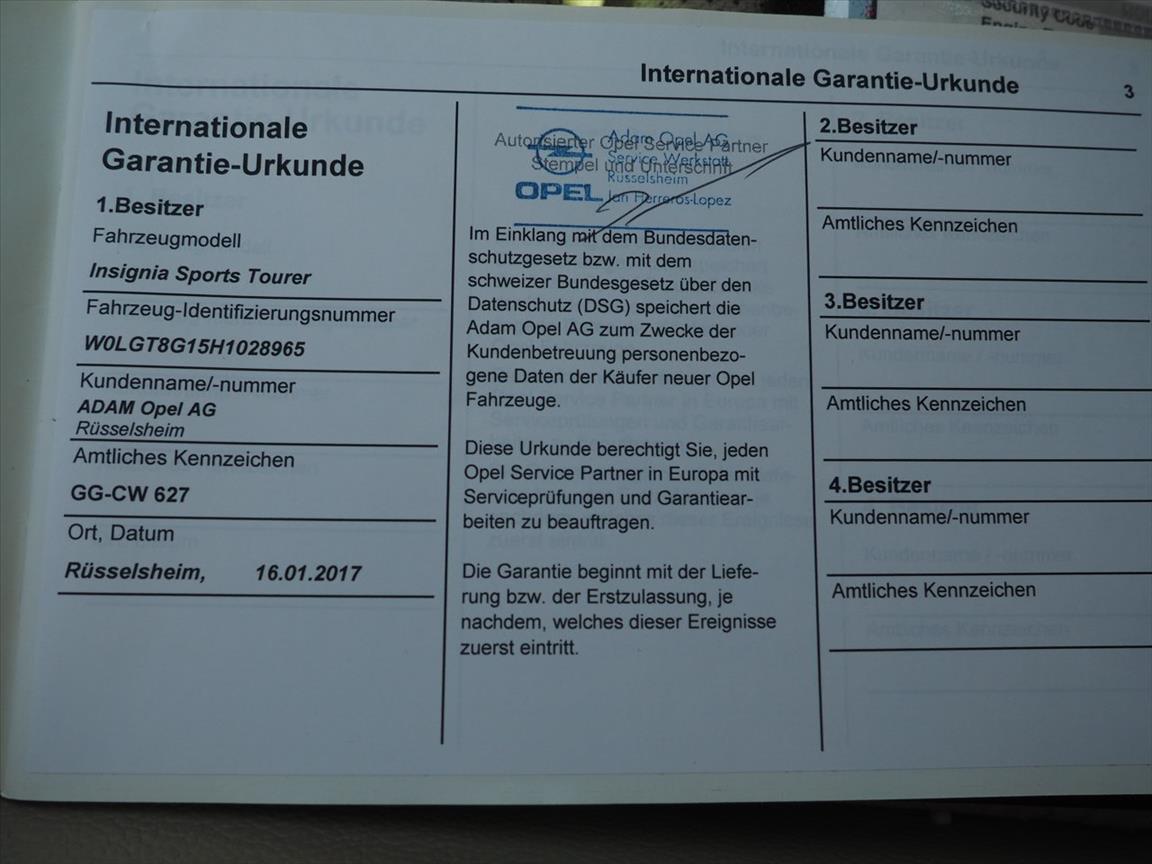 Security Code
Internationale Garantie-Urkunde 3
Internationale
Garantie-Urkunde
1.Besitzer
Fahrzeugmodell
Insignia Sports Tourer
Fahrzeug-Identifizierungsnummer
W0LGT8G15H1028965
Kundenname/-nummer
ADAM Opel AG
Rüsselsheim
Amtliches Kennzeichen
GG-CW 627
Ort, Datum
Rüsselsheim, 16.01.2017
Autorisierter Opel Service Partner
Stempel und Unterschrift
OPEL
Adam Opel AG
Service Werkstatt
Rüsselsheim
Jan Herreros-Lopez
Im Einklang mit dem Bundesdaten-
schutzgesetz bzw. mit dem
schweizer Bundesgesetz über den
Datenschutz (DSG) speichert die
Adam Opel AG zum Zwecke der
Kundenbetreuung personenbezo-
gene Daten der Käufer neuer Opel
Fahrzeuge.
Diese Urkunde berechtigt Sie, jeden
Opel Service Partner in Europa mit
Serviceprüfungen und Garantiear-
beiten zu beauftragen.
Die Garantie beginnt mit der Liefe-
rung bzw. der Erstzulassung, je
nachdem, welches dieser Ereignisse
zuerst eintritt.
2.Besitzer
Kundenname/-nummer
Amtliches Kennzeichen
3.Besitzer
Kundenname/-nummer
Amtliches Kennzeichen
4.Besitzer
Kundenname/-nummer
Amtliches Kennzeichen